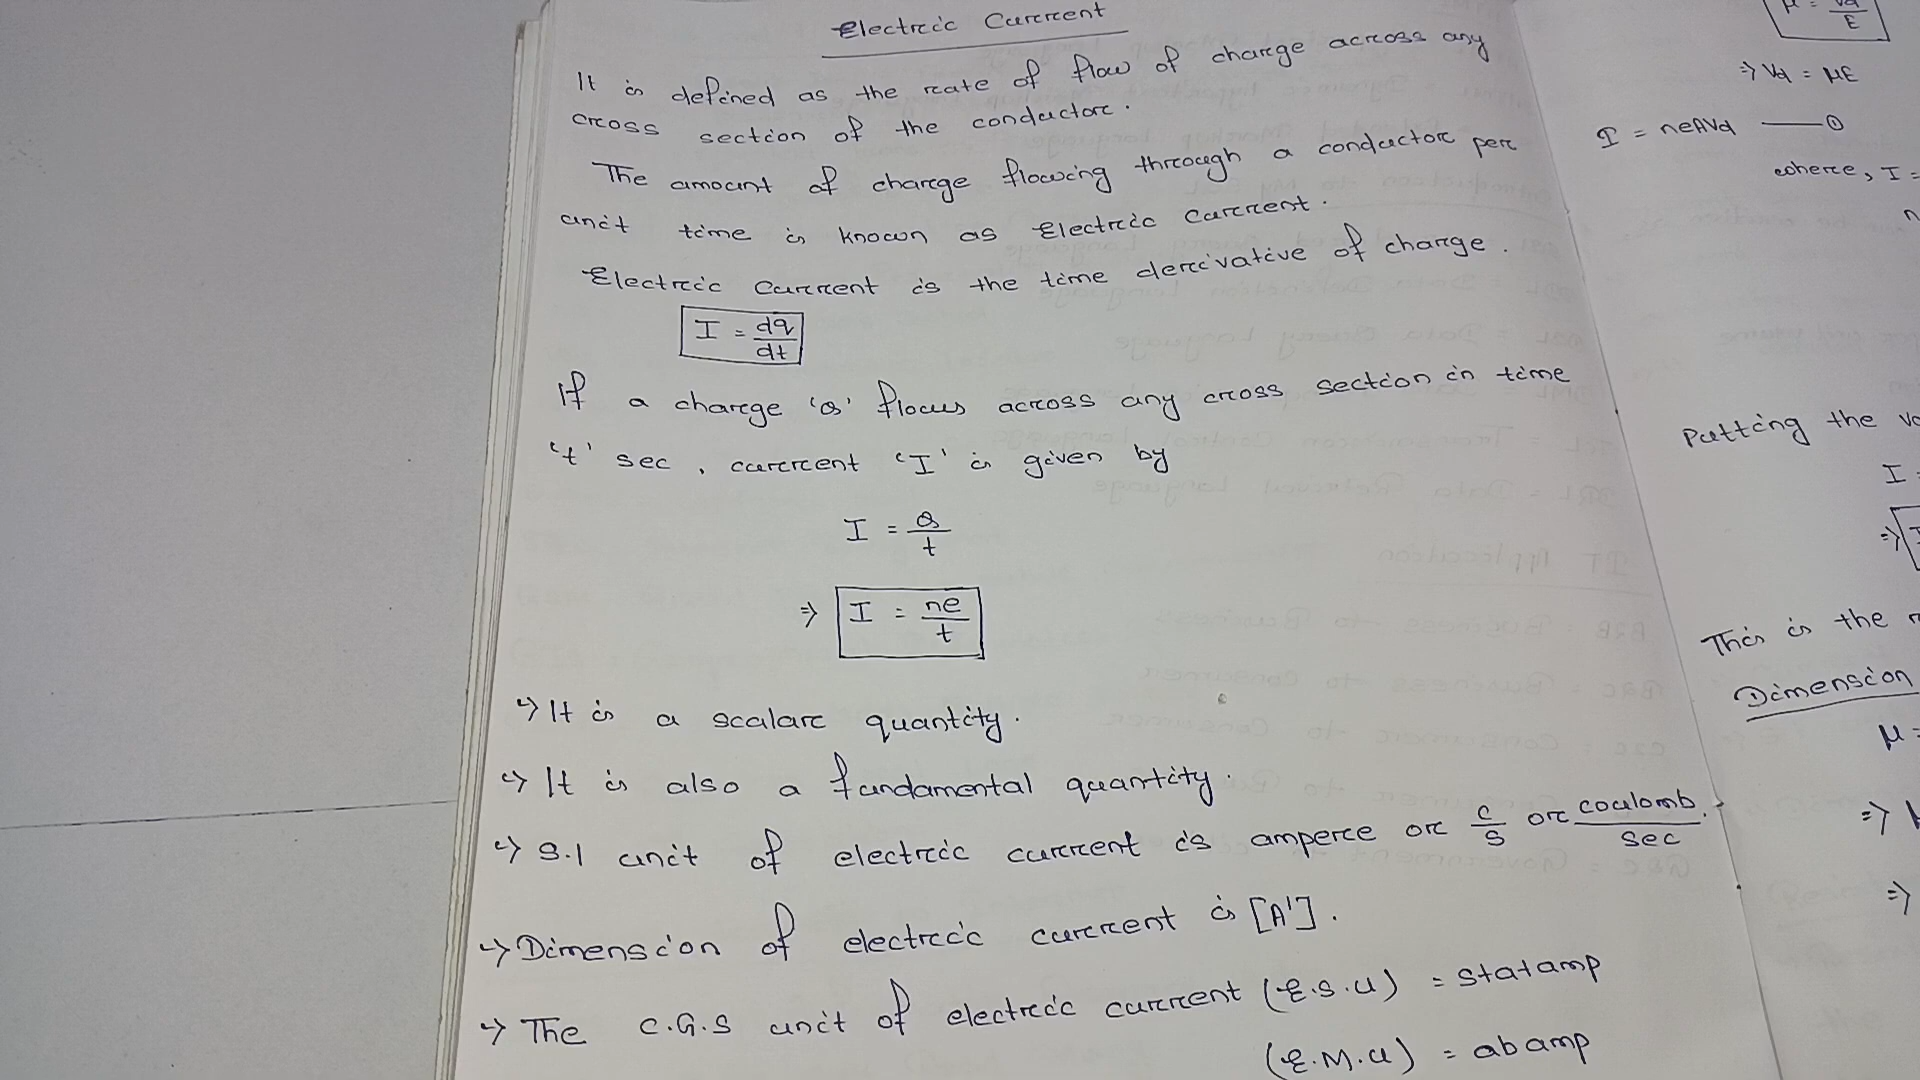 Electric Current
It is defined as the rate of flow of charge across any
cross section of the conductor.
The amount of charge flowing through a conductor per
unit time is known as Electric Current.
Electric Current is the time derivative of charge.
I = dq/dt
If a charge 'Q' flows across any cross section in time
't' sec, current 'I' is given by
I = Q/t
⇒ I = ne/t
→ It is a scalar quantity.
→ It is also a fundamental quantity.
→ S.I unit of electric current is ampere or c/s or coulomb/sec.
→ Dimension of electric current is [A¹].
→ The C.G.S unit of electric current (E.S.U) = statamp
(E.M.U) = abamp
μ = Vd/E
⇒ Vd = μE
I = neAVd —— ①
where, I =
n
Putting the
I =
⇒ I
This is the
Dimension
μ =
⇒
⇒